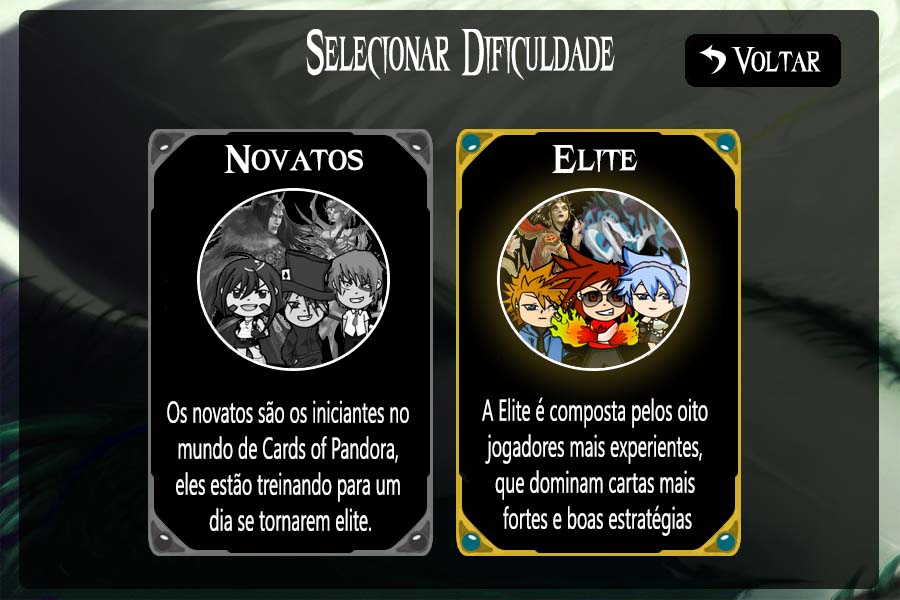 Selecionar Dificuldade
Voltar
Novatos
Os novatos são os iniciantes no
mundo de Cards of Pandora,
eles estão treinando para um
dia se tornarem elite.
Elite
A Elite é composta pelos oito
jogadores mais experientes,
que dominam cartas mais
fortes e boas estratégias